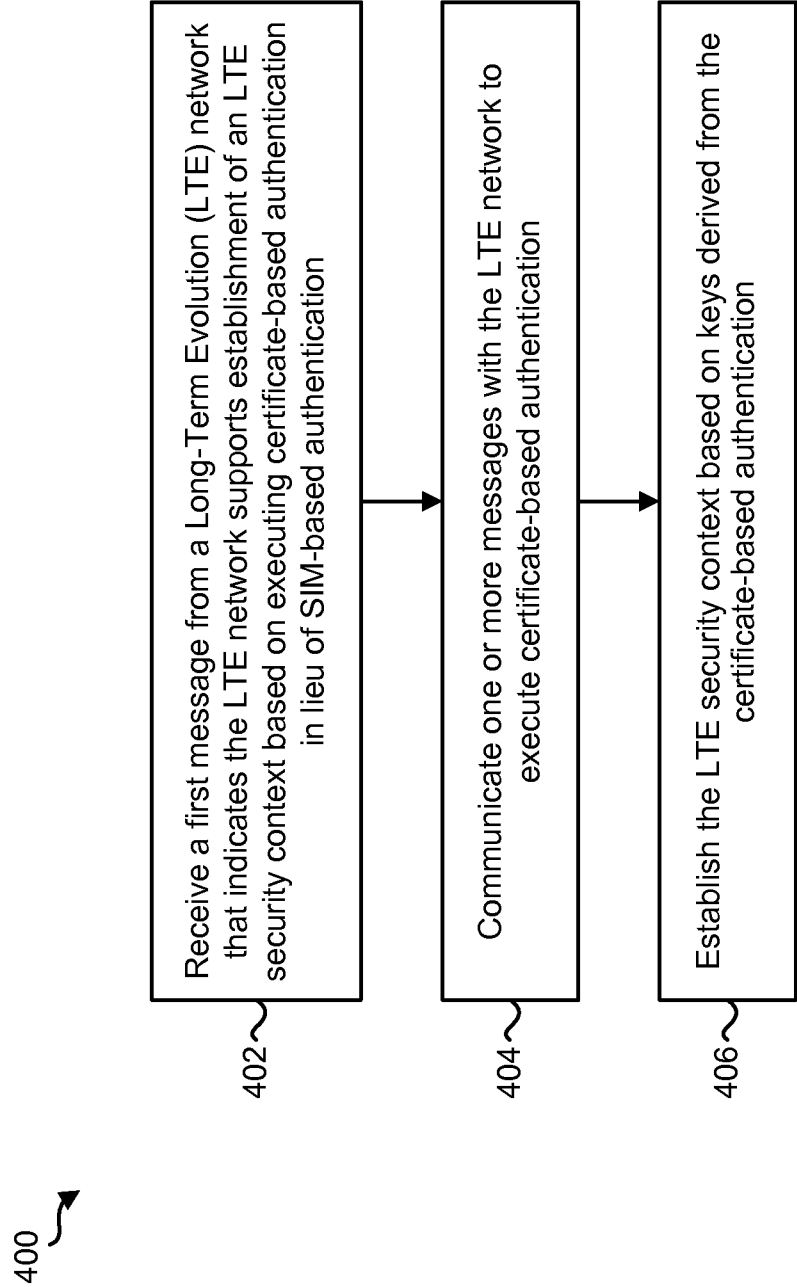 400
402
Receive a first message from a Long-Term Evolution (LTE) network
that indicates the LTE network supports establishment of an LTE
security context based on executing certificate-based authentication
in lieu of SIM-based authentication
404
Communicate one or more messages with the LTE network to
execute certificate-based authentication
406
Establish the LTE security context based on keys derived from the
certificate-based authentication